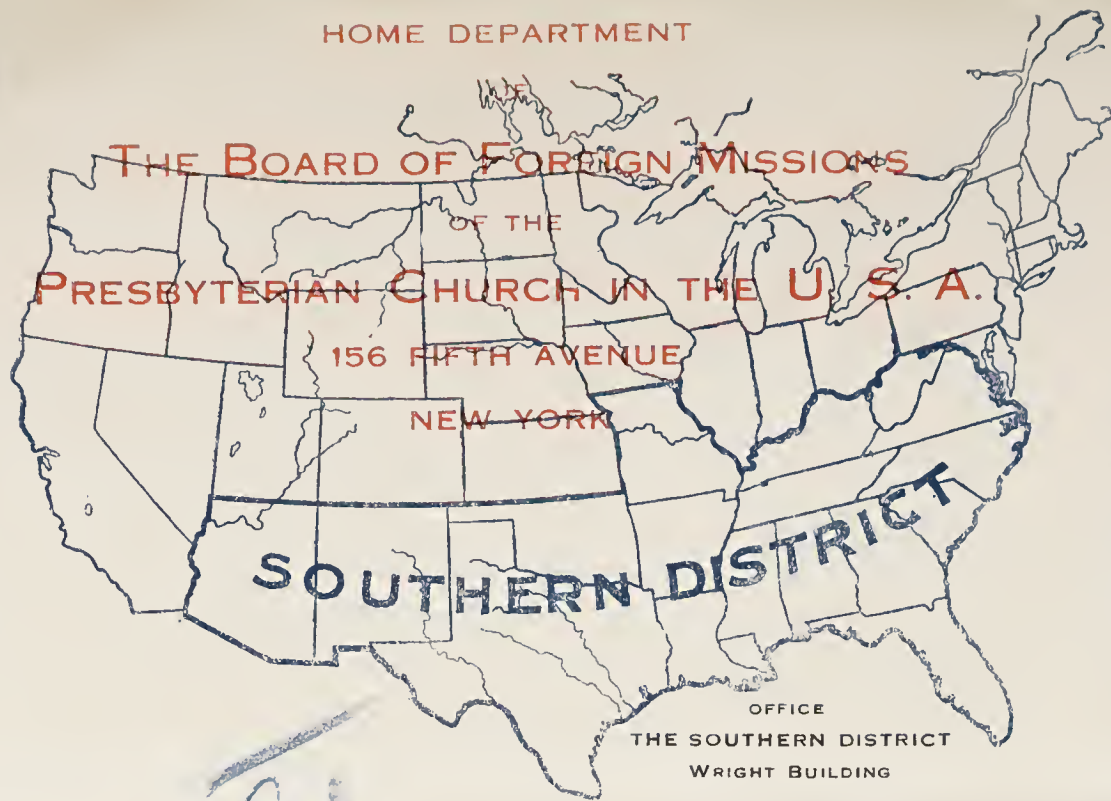 HOME DEPARTMENT
OF
THE BOARD OF FOREIGN MISSIONS
OF THE
PRESBYTERIAN CHURCH IN THE U. S. A.
156 FIFTH AVENUE
NEW YORK
SOUTHERN DISTRICT
OFFICE
THE SOUTHERN DISTRICT
WRIGHT BUILDING